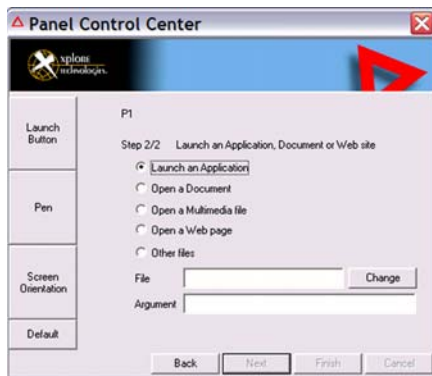 Panel Control Center
xplore
technologies.
P1
Launch
Button
Step 2/2 Launch an Application, Document or Web site
Launch an Application
Open a Document
Pen
Open a Multimedia file
Open a Web page
Other files
Screen
Orientation
File
Change
Argument
Default
Back
Next
Finish
Cancel